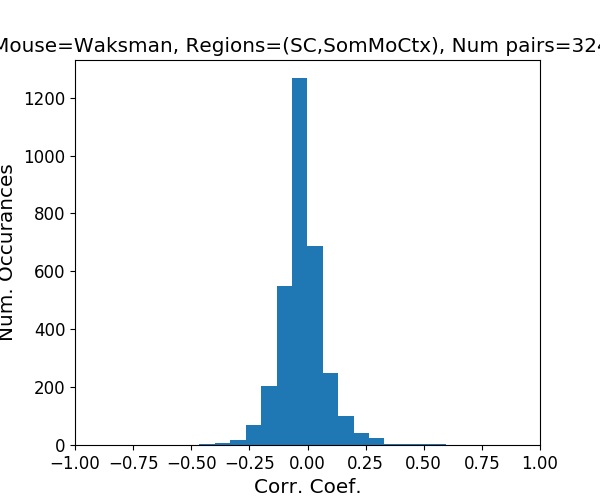 Mouse=Waksman, Regions=(SC,SomMoCtx), Num pairs=324
Num. Occurances
1200
1000
800
600
400
200
0
−1.00 −0.75 −0.50 −0.25 0.00 0.25 0.50 0.75 1.00
Corr. Coef.